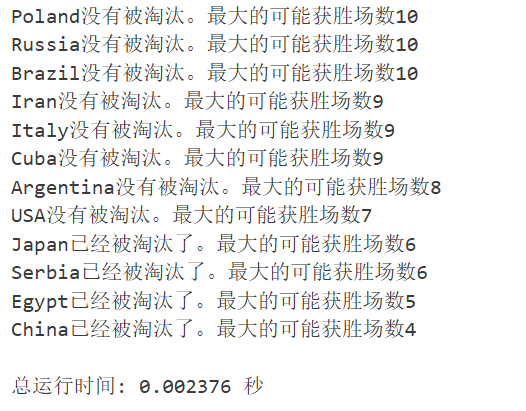 Poland没有被淘汰。最大的可能获胜场数10
Russia没有被淘汰。最大的可能获胜场数10
Brazil没有被淘汰。最大的可能获胜场数10
Iran没有被淘汰。最大的可能获胜场数9
Italy没有被淘汰。最大的可能获胜场数9
Cuba没有被淘汰。最大的可能获胜场数9
Argentina没有被淘汰。最大的可能获胜场数8
USA没有被淘汰。最大的可能获胜场数7
Japan已经被淘汰了。最大的可能获胜场数6
Serbia已经被淘汰了。最大的可能获胜场数6
Egypt已经被淘汰了。最大的可能获胜场数5
China已经被淘汰了。最大的可能获胜场数4
总运行时间: 0.002376 秒